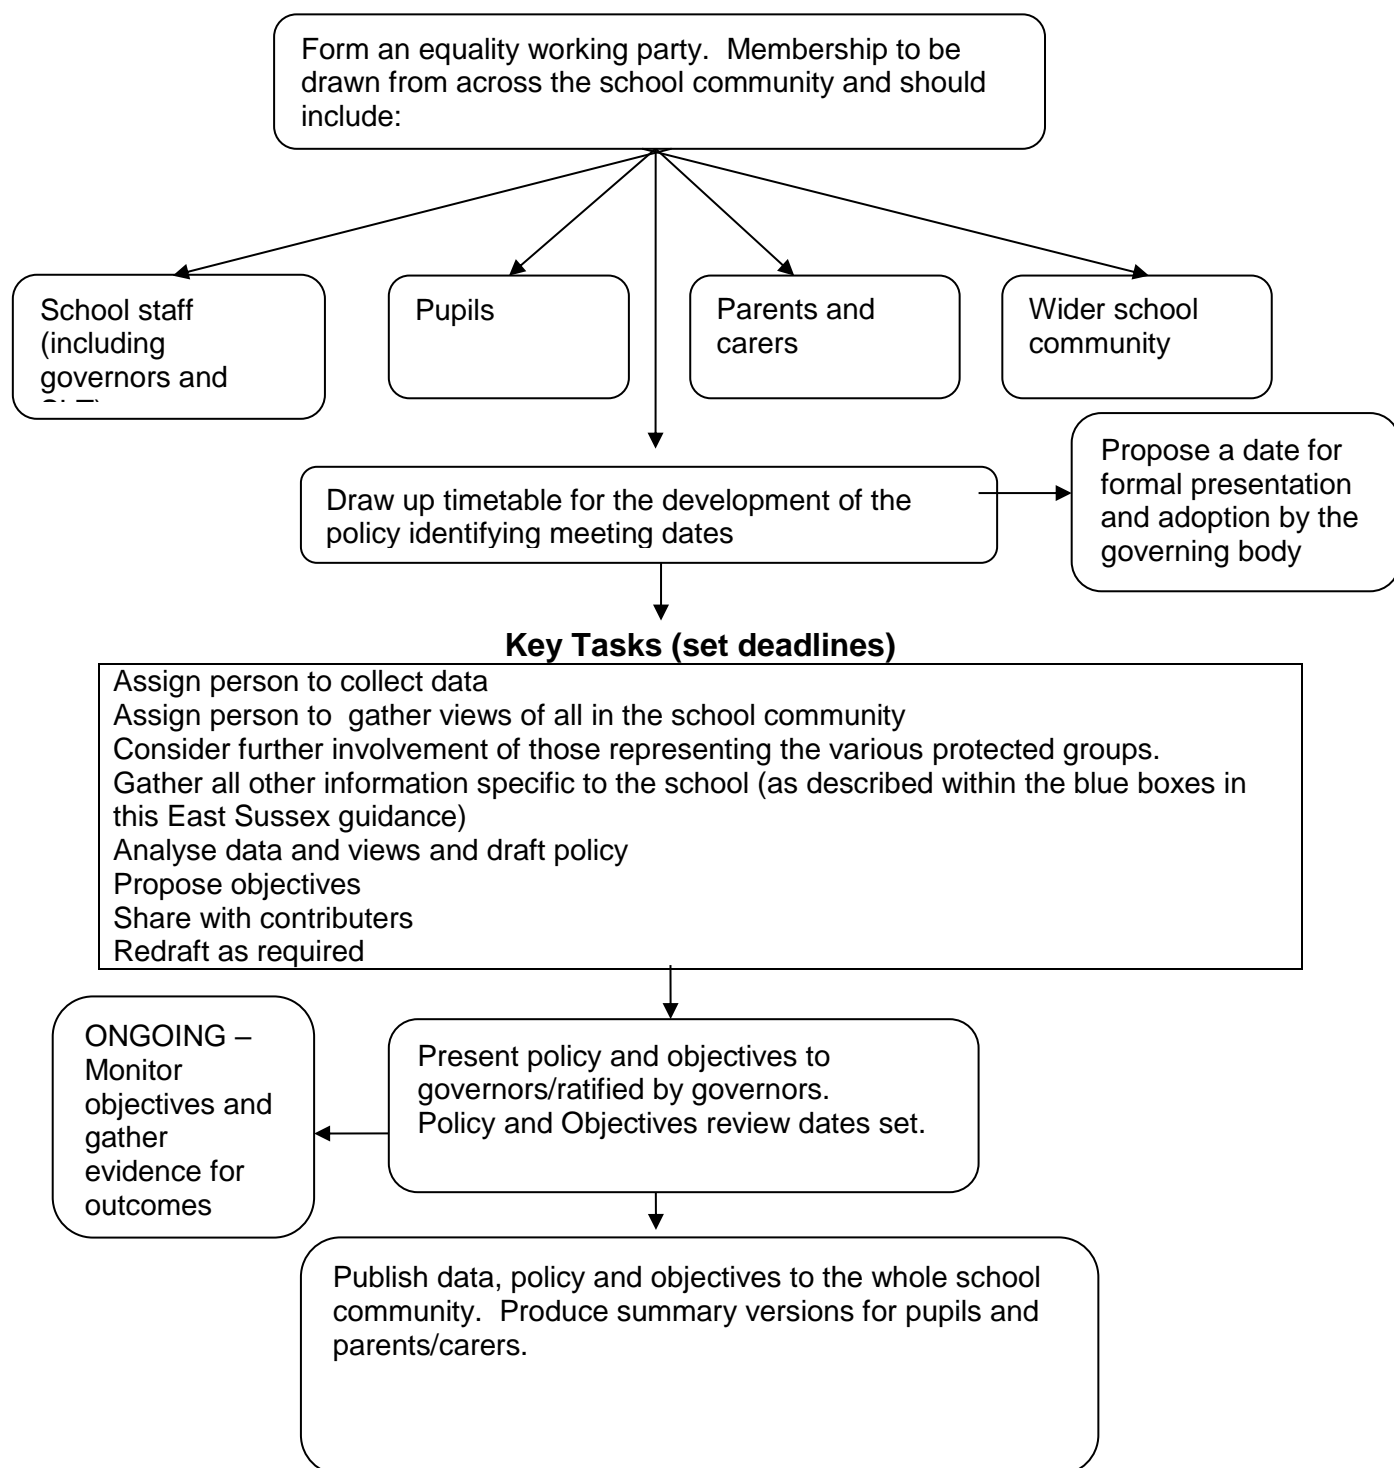 Form an equality working party.  Membership to be
drawn from across the school community and should
include:
School staff
(including
governors and
Pupils
Parents and
carers
Wider school
community
Propose a date for
formal presentation
and adoption by the
governing body
Draw up timetable for the development of the
policy identifying meeting dates
Key Tasks (set deadlines)
Assign person to collect data
Assign person to  gather views of all in the school community
Consider further involvement of those representing the various protected groups.
Gather all other information specific to the school (as described within the blue boxes in
this East Sussex guidance)
Analyse data and views and draft policy
Propose objectives
Share with contributers
Redraft as required
ONGOING –
Monitor
objectives and
gather
evidence for
outcomes
Present policy and objectives to
governors/ratified by governors.
Policy and Objectives review dates set.
Publish data, policy and objectives to the whole school
community.  Produce summary versions for pupils and
parents/carers.